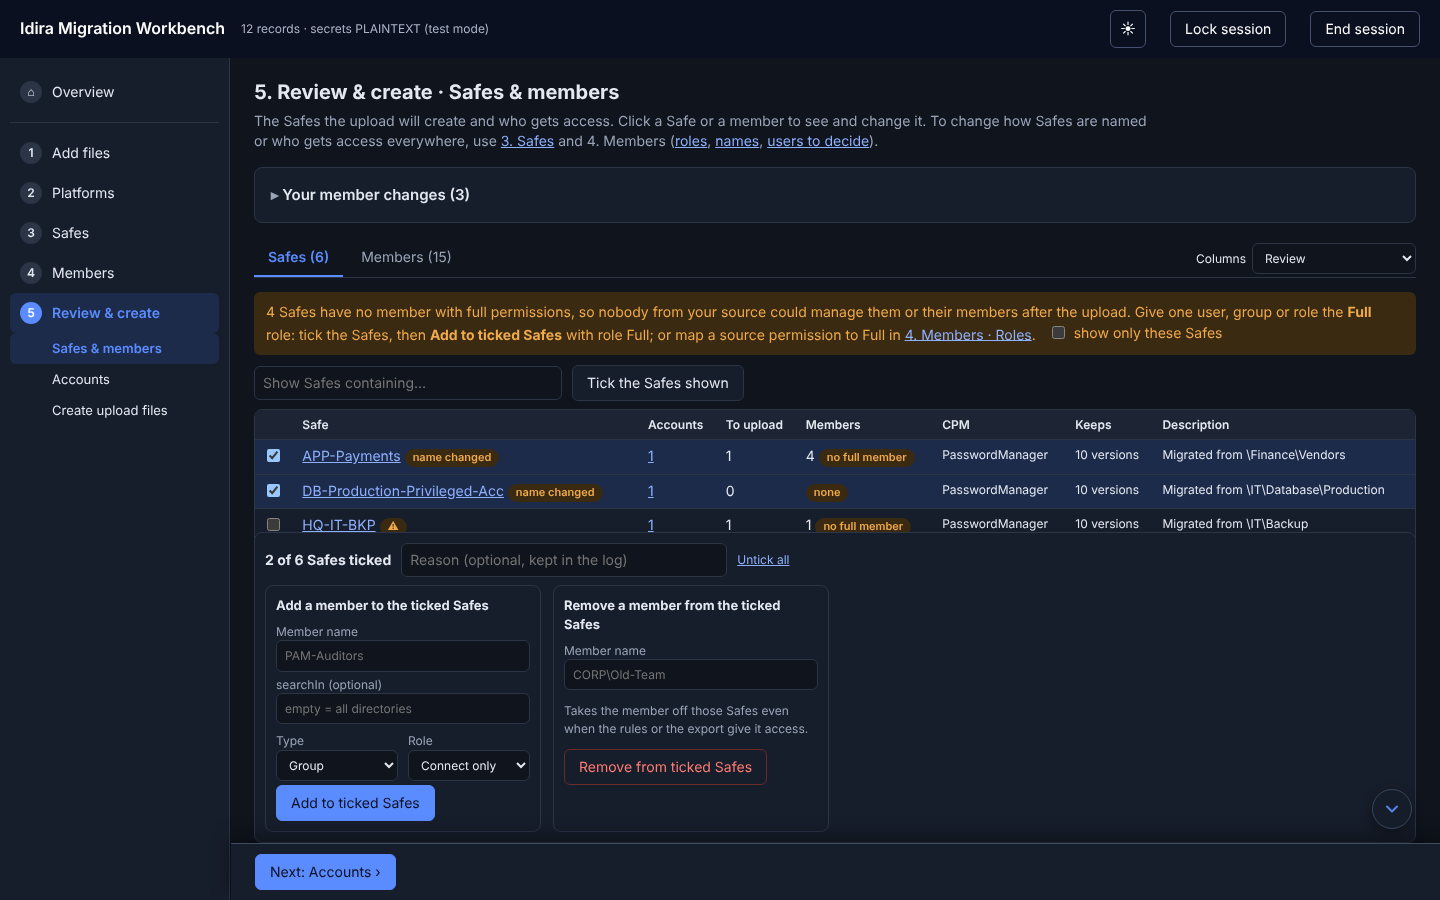 Idira Migration Workbench
12 records · secrets PLAINTEXT (test mode)
Lock session
End session
Overview
1 Add files
2 Platforms
3 Safes
4 Members
5 Review & create
Safes & members
Accounts
Create upload files
5. Review & create · Safes & members
The Safes the upload will create and who gets access. Click a Safe or a member to see and change it. To change how Safes are named
or who gets access everywhere, use 3. Safes and 4. Members (roles, names, users to decide).
▸ Your member changes (3)
Safes (6) Members (15)
Columns Review
4 Safes have no member with full permissions, so nobody from your source could manage them or their members after the upload. Give one user, group or role the Full
role: tick the Safes, then Add to ticked Safes with role Full; or map a source permission to Full in 4. Members · Roles. show only these Safes
Show Safes containing...
Tick the Safes shown
Safe Accounts To upload Members CPM Keeps Description
APP-Payments name changed 1 1 4 no full member PasswordManager 10 versions Migrated from \Finance\Vendors
DB-Production-Privileged-Acc name changed 1 0 none PasswordManager 10 versions Migrated from \IT\Database\Production
HQ-IT-BKP ⚠ 1 1 1 no full member PasswordManager 10 versions Migrated from \IT\Backup
2 of 6 Safes ticked
Reason (optional, kept in the log)
Untick all
Add a member to the ticked Safes
Member name
PAM-Auditors
searchIn (optional)
empty = all directories
Type Role
Group Connect only
Add to ticked Safes
Remove a member from the ticked
Safes
Member name
CORP\Old-Team
Takes the member off those Safes even
when the rules or the export give it access.
Remove from ticked Safes
Next: Accounts ›